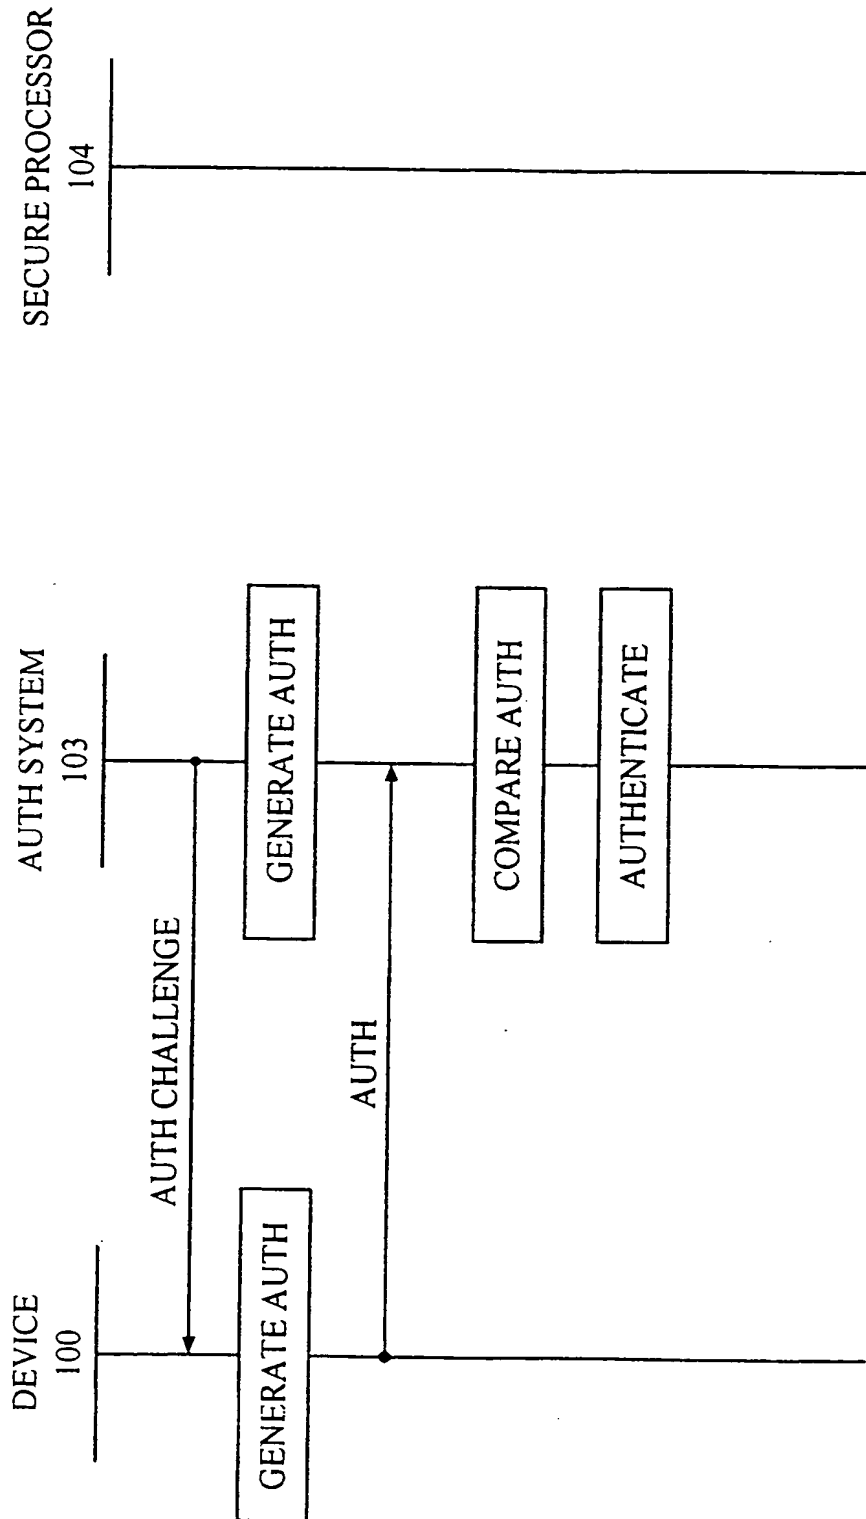 DEVICE
100
AUTH SYSTEM
103
SECURE PROCESSOR
104
AUTH CHALLENGE
GENERATE AUTH
GENERATE AUTH
AUTH
COMPARE AUTH
AUTHENTICATE